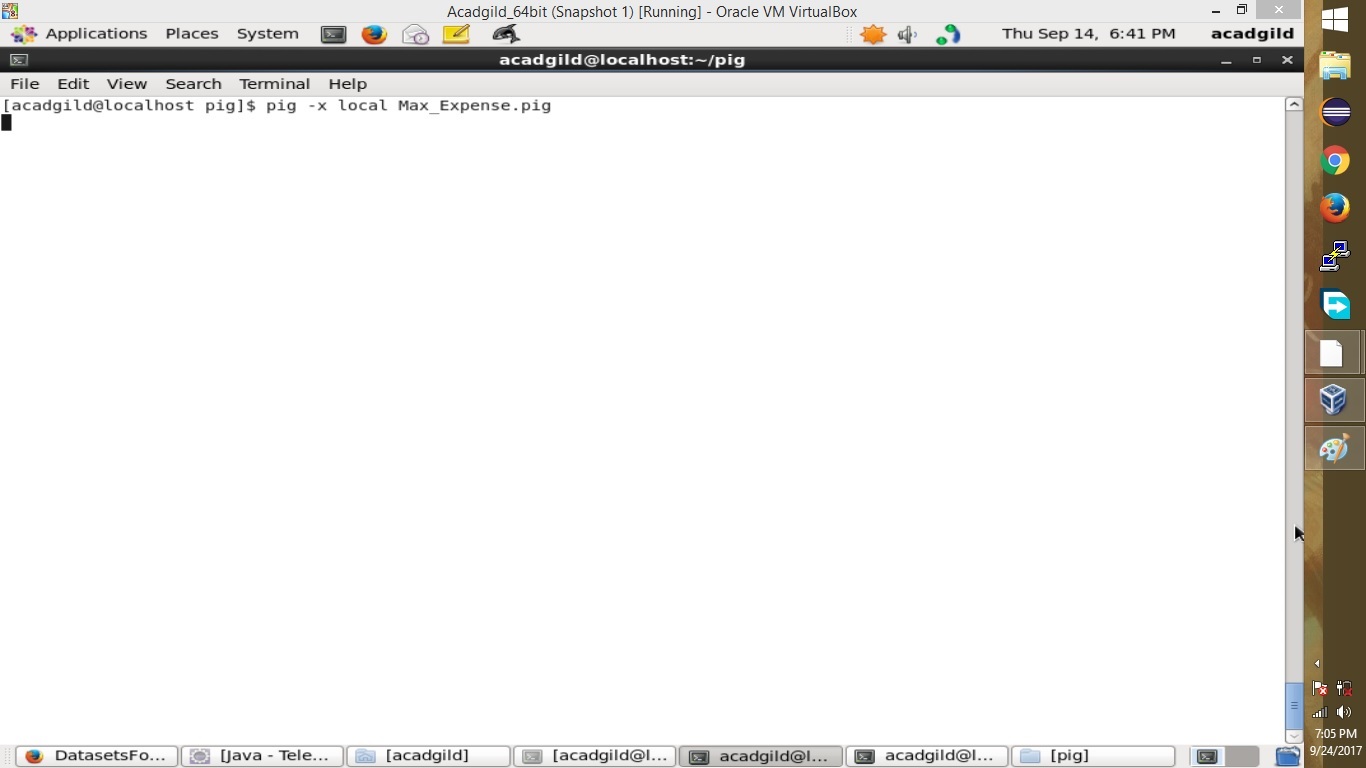 Acadgild_64bit (Snapshot 1) [Running] - Oracle VM VirtualBox
Applications Places System Thu Sep 14, 6:41 PM acadgild
acadgild@localhost:~/pig
File Edit View Search Terminal Help
[acadgild@localhost pig]$ pig -x local Max_Expense.pig
DatasetsFo... [Java - Tele... [acadgild] [acadgild@l... acadgild@l... acadgild@l... [pig]
7:05 PM
9/24/2017